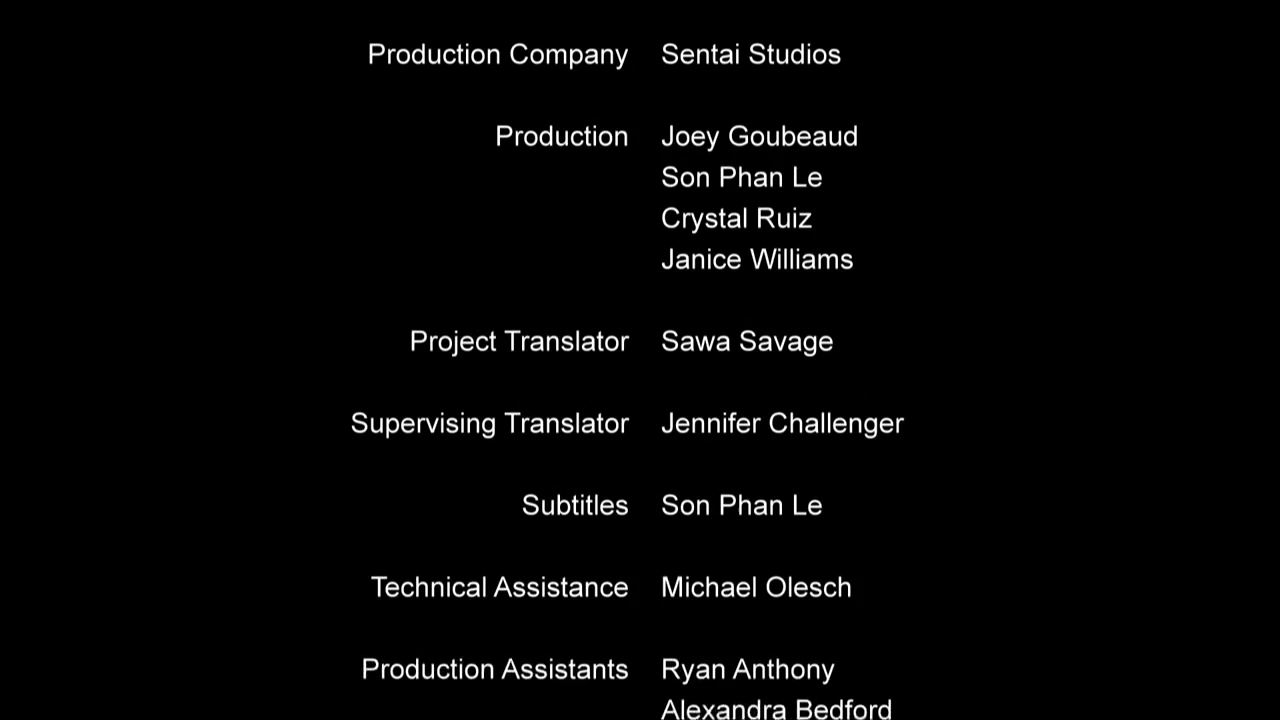 Production Company Sentai Studios
Production Joey Goubeaud
Son Phan Le
Crystal Ruiz
Janice Williams
Project Translator Sawa Savage
Supervising Translator Jennifer Challenger
Subtitles Son Phan Le
Technical Assistance Michael Olesch
Production Assistants Ryan Anthony
Alexandra Bedford